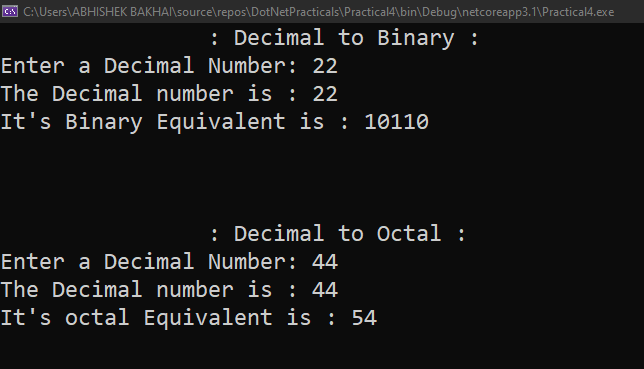 C:\Users\ABHISHEK BAKHAI\source\repos\DotNetPracticals\Practical4\bin\Debug\netcoreapp3.1\Practical4.exe
: Decimal to Binary :
Enter a Decimal Number: 22
The Decimal number is : 22
It's Binary Equivalent is : 10110
: Decimal to Octal :
Enter a Decimal Number: 44
The Decimal number is : 44
It's octal Equivalent is : 54